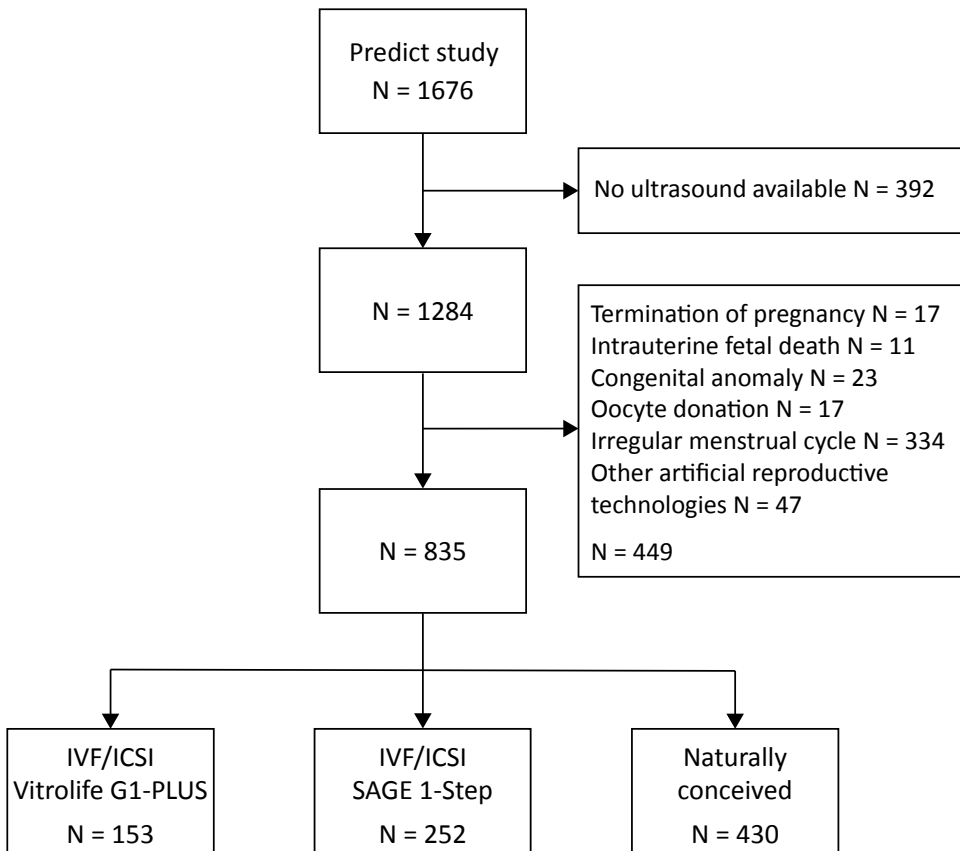 Predict study
N = 1676
No ultrasound available N = 392
N = 1284
Termination of pregnancy N = 17
Intrauterine fetal death N = 11
Congenital anomaly N = 23
Oocyte donation N = 17
Irregular menstrual cycle N = 334
Other artificial reproductive
technologies N = 47
N = 449
N = 835
IVF/ICSI
Vitrolife G1-PLUS
N = 153
IVF/ICSI
SAGE 1-Step
N = 252
Naturally
conceived
N = 430